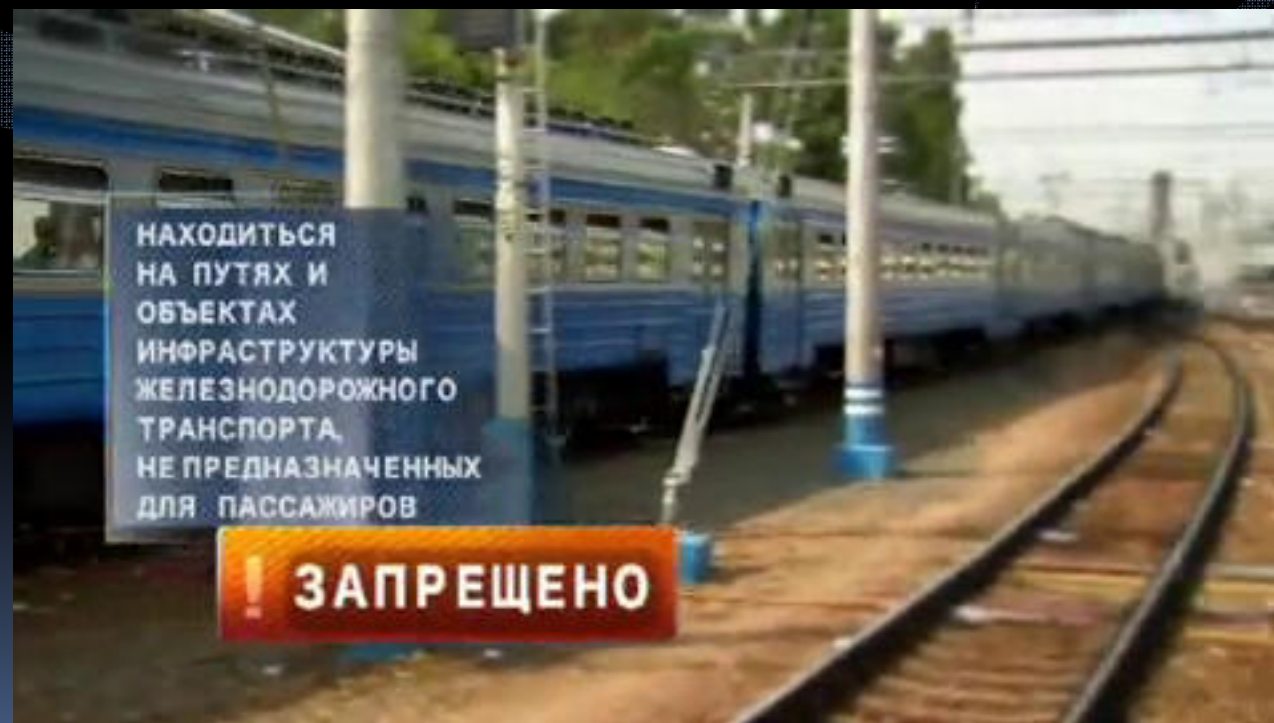 НАХОДИТЬСЯ
НА ПУТЯХ И
ОБЪЕКТАХ
ИНФРАСТРУКТУРЫ
ЖЕЛЕЗНОДОРОЖНОГО
ТРАНСПОРТА,
НЕ ПРЕДНАЗНАЧЕННЫХ
ДЛЯ ПАССАЖИРОВ
! ЗАПРЕЩЕНО